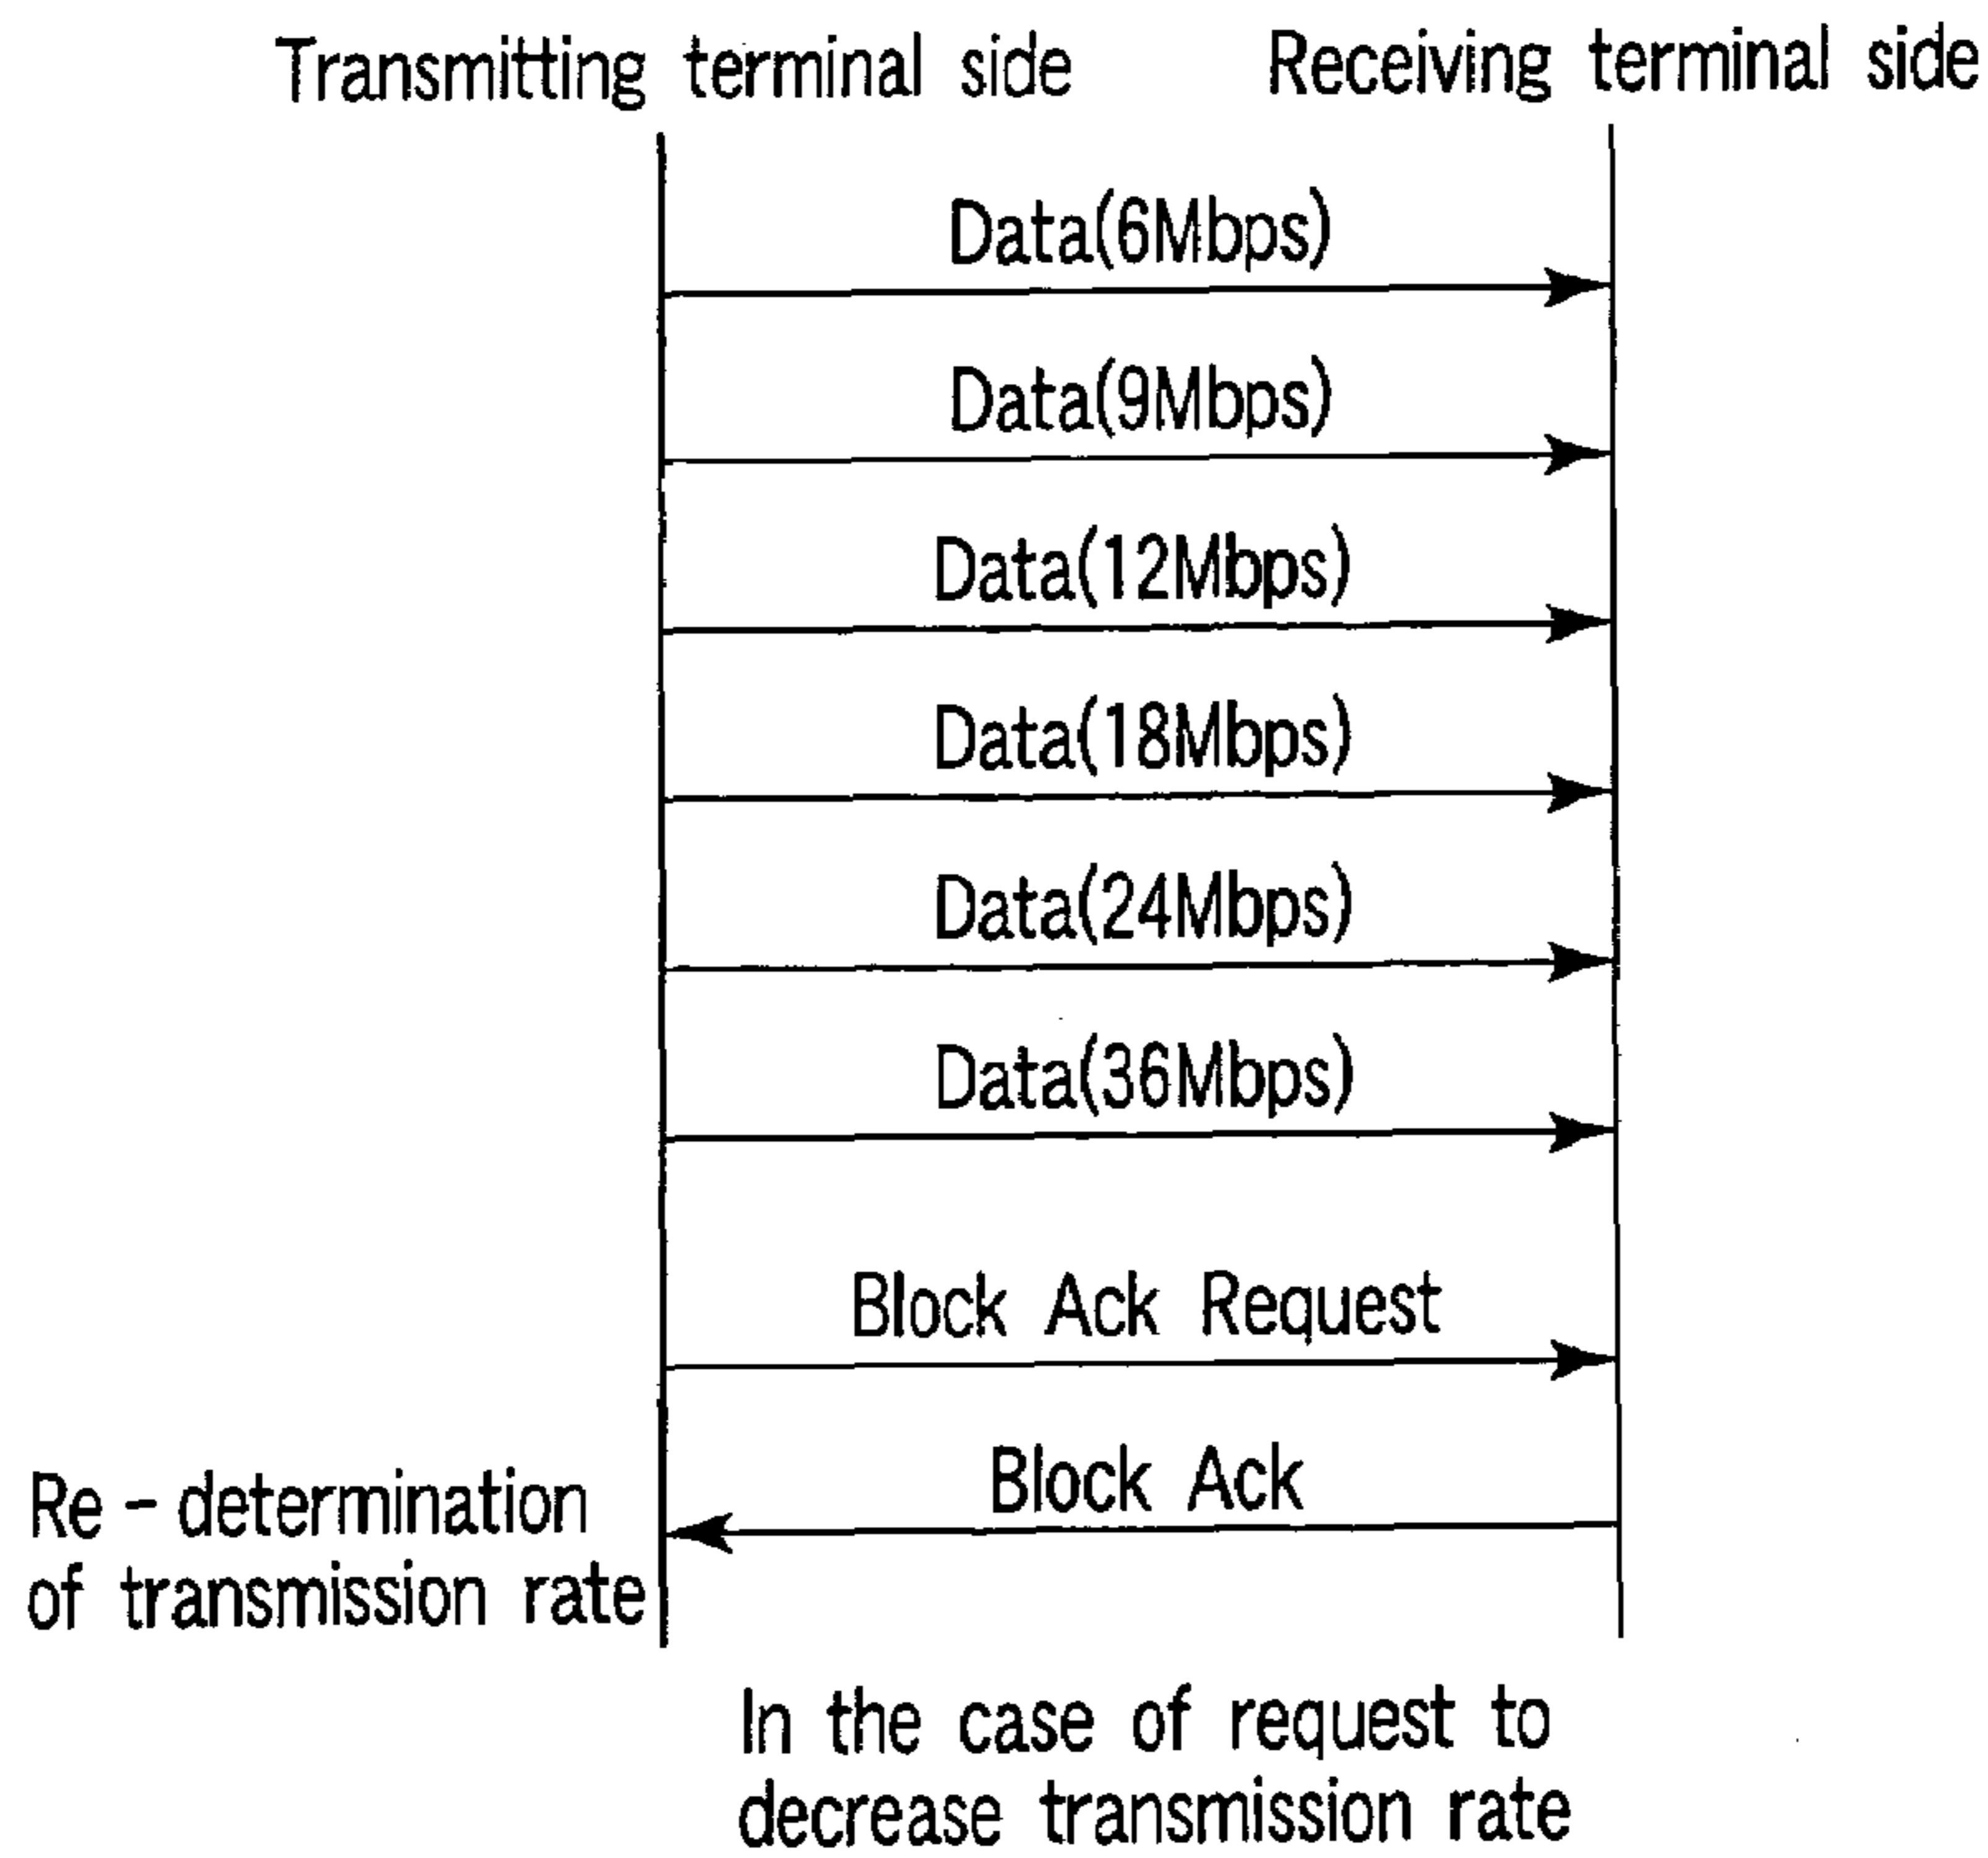 Transmitting terminal side
Receiving terminal side
Data(6Mbps)
Data(9Mbps)
Data(12Mbps)
Data(18Mbps)
Data(24Mbps)
Data(36Mbps)
Block Ack Request
Block Ack
Re-determination
of transmission rate
In the case of request to
decrease transmission rate